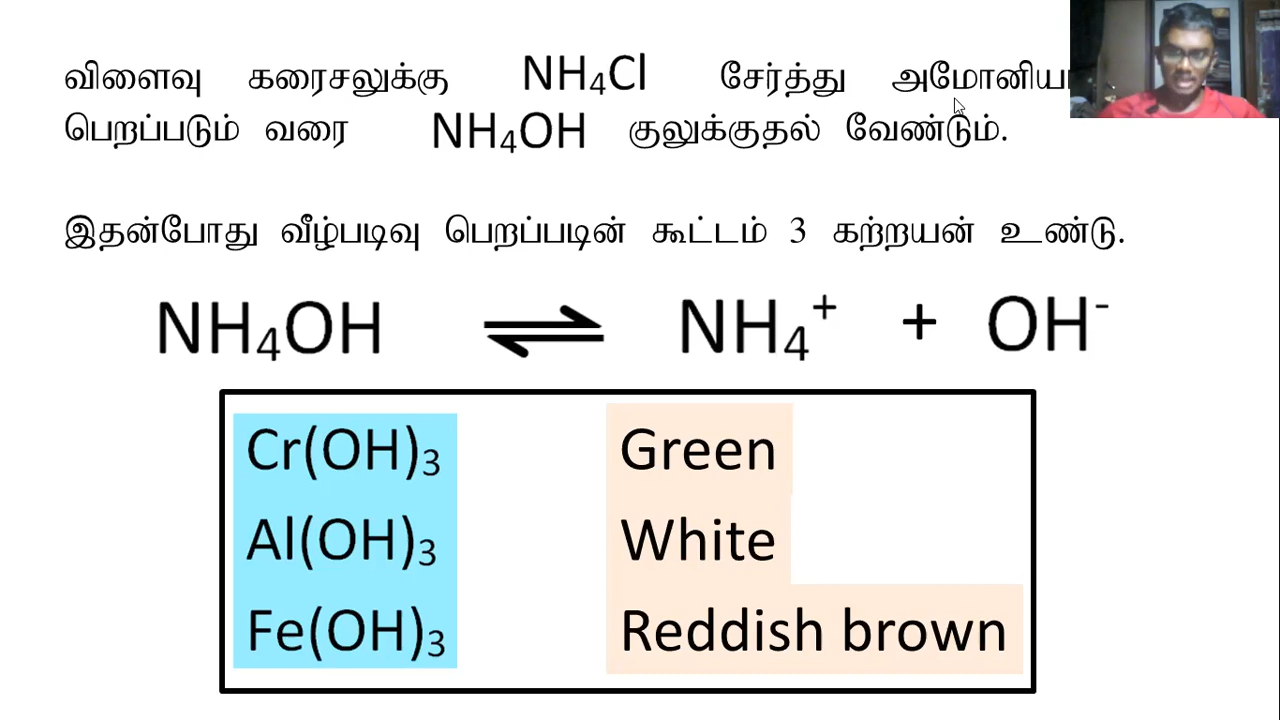 விளைவு கரைசலுக்கு NH₄Cl சேர்த்து
பெறப்படும் வரை NH₄OH குலுக்குதல் வேண்டும்.
இதன்போது வீழ்படிவு பெறப்படின் கூட்டம் 3 கற்றயன் உண்டு.
NH₄OH ⇌ NH₄⁺ + OH⁻
Cr(OH)₃ Green
Al(OH)₃ White
Fe(OH)₃ Reddish brown